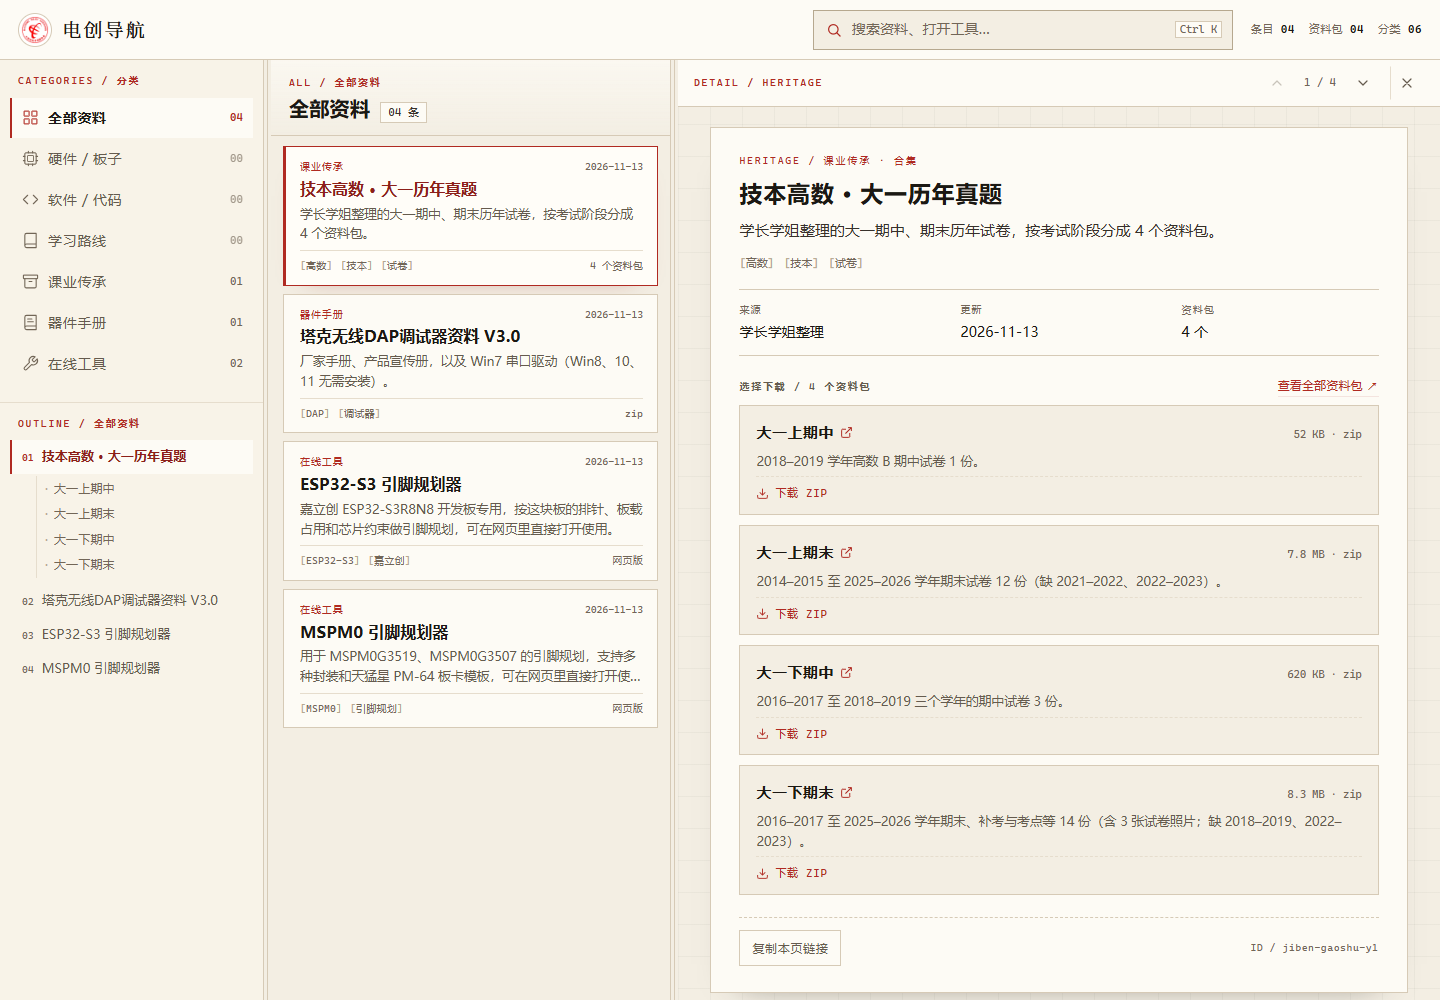 电创导航
搜索资料、打开工具... Ctrl K
条目 04 资料包 04 分类 06
CATEGORIES / 分类
全部资料 04
硬件 / 板子 00
软件 / 代码 00
学习路线 00
课业传承 01
器件手册 01
在线工具 02
OUTLINE / 全部资料
01 技本高数 • 大一历年真题
· 大一上期中
· 大一上期末
· 大一下期中
· 大一下期末
02 塔克无线DAP调试器资料 V3.0
03 ESP32-S3 引脚规划器
04 MSPM0 引脚规划器
ALL / 全部资料
全部资料 04 条
课业传承 2026-11-13
技本高数 • 大一历年真题
学长学姐整理的大一期中、期末历年试卷，按考试阶段分成
4 个资料包。
[高数] [技本] [试卷] 4 个资料包
器件手册 2026-11-13
塔克无线DAP调试器资料 V3.0
厂家手册、产品宣传册，以及 Win7 串口驱动（Win8、10、
11 无需安装）。
[DAP] [调试器] zip
在线工具 2026-11-13
ESP32-S3 引脚规划器
嘉立创 ESP32-S3R8N8 开发板专用，按这块板的排针、板载
占用和芯片约束做引脚规划，可在网页里直接打开使用。
[ESP32-S3] [嘉立创] 网页版
在线工具 2026-11-13
MSPM0 引脚规划器
用于 MSPM0G3519、MSPM0G3507 的引脚规划，支持多
种封装和天猛星 PM-64 板卡模板，可在网页里直接打开使...
[MSPM0] [引脚规划] 网页版
DETAIL / HERITAGE 1 / 4
HERITAGE / 课业传承 · 合集
技本高数 • 大一历年真题
学长学姐整理的大一期中、期末历年试卷，按考试阶段分成 4 个资料包。
[高数] [技本] [试卷]
来源 更新 资料包
学长学姐整理 2026-11-13 4 个
选择下载 / 4 个资料包 查看全部资料包 ↗
大一上期中 52 KB · zip
2018–2019 学年高数 B 期中试卷 1 份。
下载 ZIP
大一上期末 7.8 MB · zip
2014–2015 至 2025–2026 学年期末试卷 12 份（缺 2021–2022、2022–2023）。
下载 ZIP
大一下期中 620 KB · zip
2016–2017 至 2018–2019 三个学年的期中试卷 3 份。
下载 ZIP
大一下期末 8.3 MB · zip
2016–2017 至 2025–2026 学年期末、补考与考点等 14 份（含 3 张试卷照片；缺 2018–2019、2022–
2023）。
下载 ZIP
复制本页链接 ID / jiben-gaoshu-y1